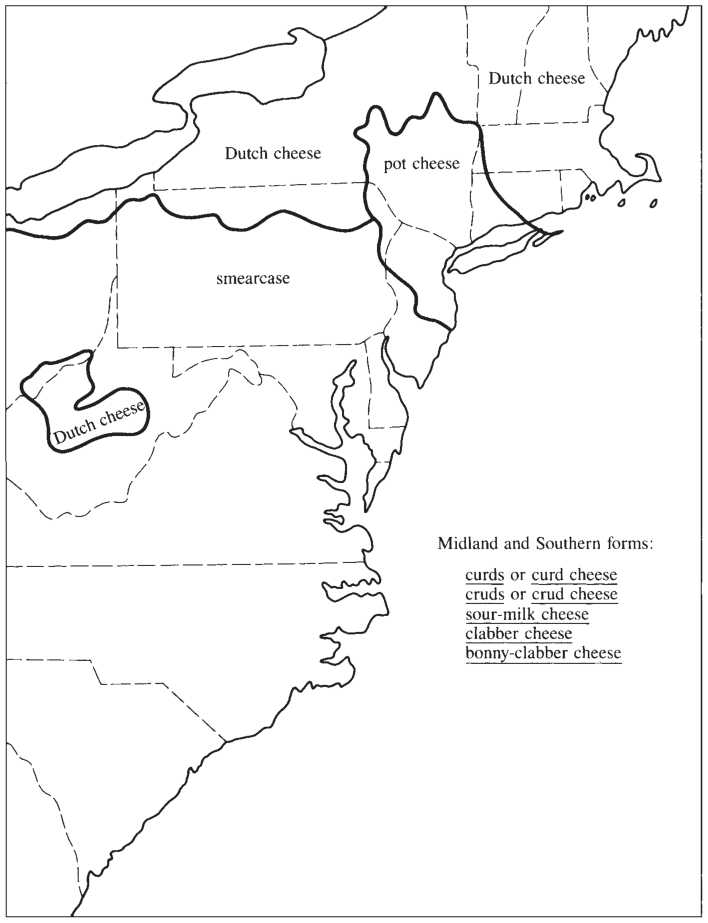 Dutch cheese
Dutch cheese
pot cheese
smearcase
Dutch cheese
Midland and Southern forms:
curds or curd cheese
cruds or crud cheese
sour-milk cheese
clabber cheese
bonny-clabber cheese